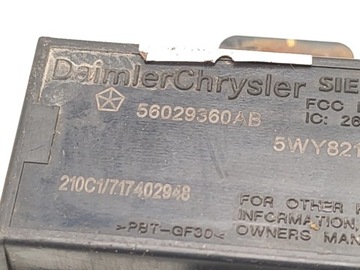 DaimlerChrysler SIE
FCC
56029360AB IC: 26
5WY821
210C1/717402948
FOR OTHER
INFORMATION,
OWNERS MAN
>PBT-GF30<